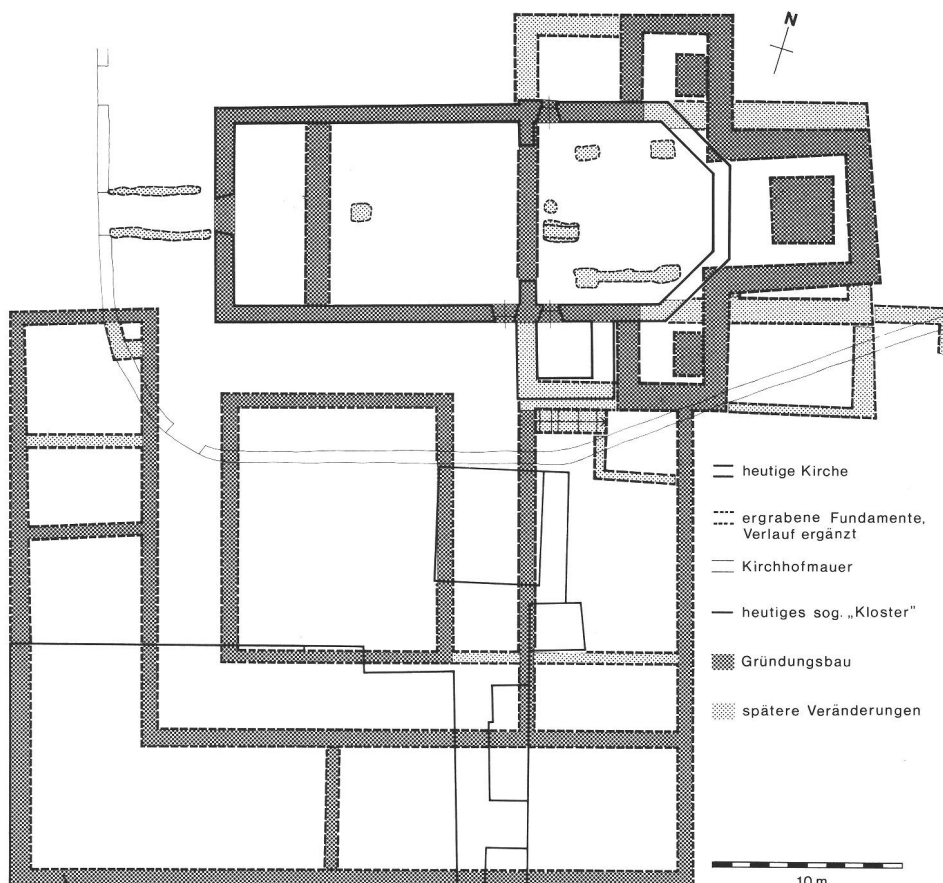 N
heutige Kirche
ergrabene Fundamente,
Verlauf ergänzt
Kirchhofmauer
heutiges sog. „Kloster"
Gründungsbau
spätere Veränderungen
10 m